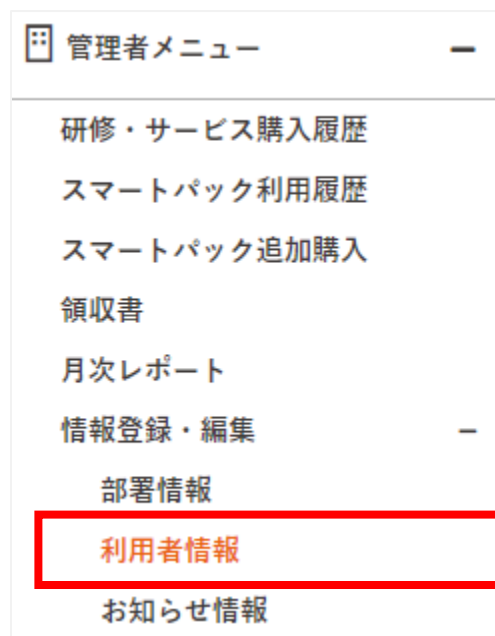 管理者メニュー
研修・サービス購入履歴
スマートパック利用履歴
スマートパック追加購入
領収書
月次レポート
情報登録・編集
部署情報
利用者情報
お知らせ情報